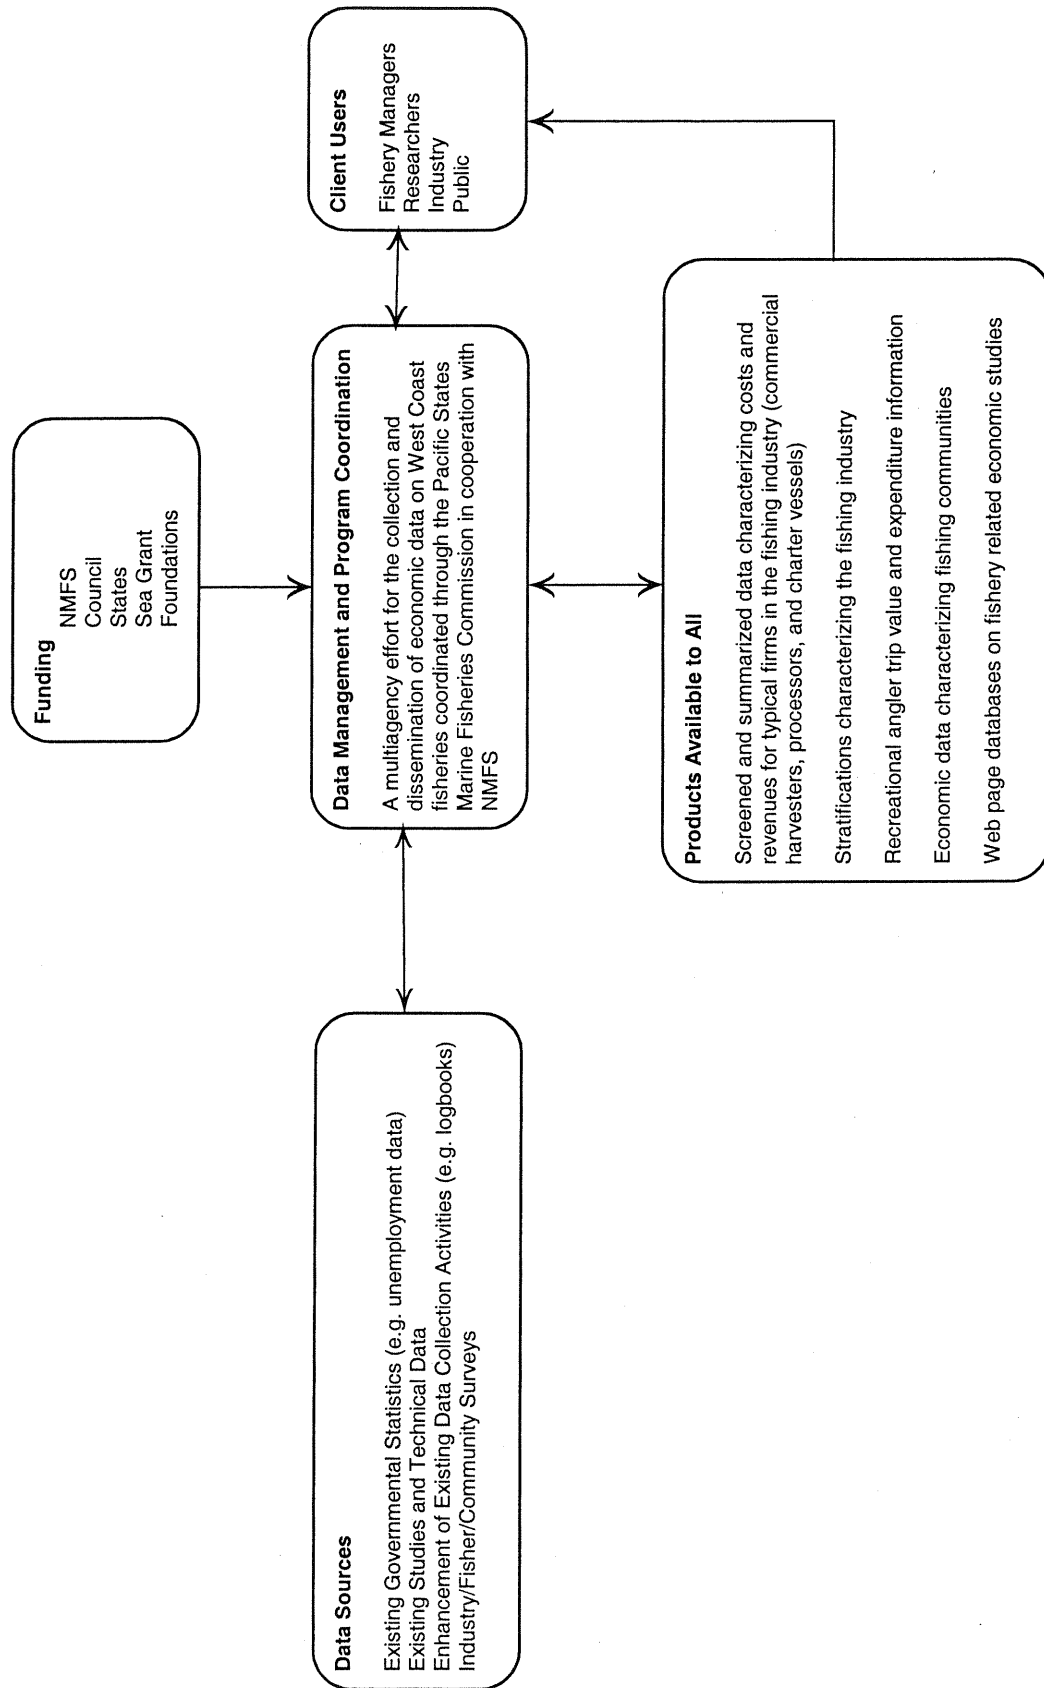 Funding
NMFS
Council
States
Sea Grant
Foundations
Data Sources
Existing Governmental Statistics (e.g. unemployment data)
Existing Studies and Technical Data
Enhancement of Existing Data Collection Activities (e.g. logbooks)
Industry/Fisher/Community Surveys
Data Management and Program Coordination
A multiagency effort for the collection and
dissemination of economic data on West Coast
fisheries coordinated through the Pacific States
Marine Fisheries Commission in cooperation with
NMFS
Client Users
Fishery Managers
Researchers
Industry
Public
Products Available to All
Screened and summarized data characterizing costs and
revenues for typical firms in the fishing industry (commercial
harvesters, processors, and charter vessels)
Stratifications characterizing the fishing industry
Recreational angler trip value and expenditure information
Economic data characterizing fishing communities
Web page databases on fishery related economic studies